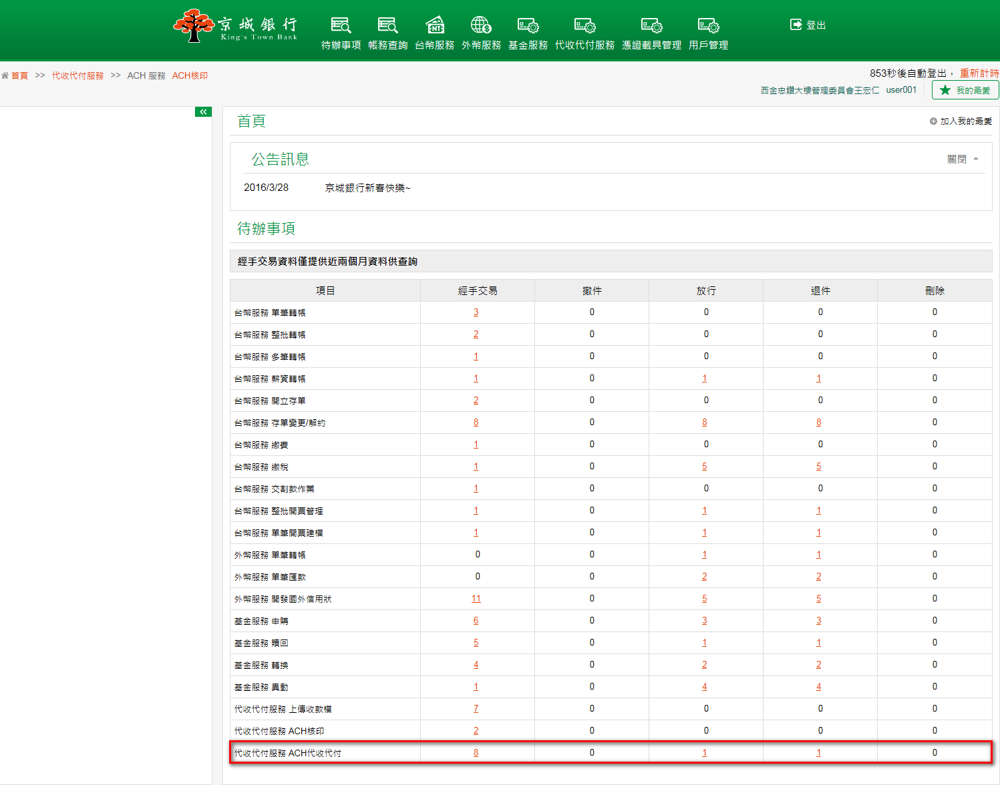 京城銀行
King's Town Bank
待辦事項 帳務查詢 台幣服務 外幣服務 基金服務 代收代付服務 憑證載具管理 用戶管理
登出
首頁 >> 代收代付服務 >> ACH 服務 ACH核印
853秒後自動登出， 重新計時
西金忠鑽大樓管理委員會王宏仁 user001 我的最愛
首頁
加入我的最愛
公告訊息
關閉
2016/3/28 京城銀行新春快樂~
待辦事項
經手交易資料僅提供近兩個月資料供查詢
項目 經手交易 撤件 放行 退件 刪除
台幣服務 單筆轉帳 3 0 0 0 0
台幣服務 整批轉帳 2 0 0 0 0
台幣服務 多筆轉帳 1 0 0 0 0
台幣服務 薪資轉帳 1 0 1 1 0
台幣服務 開立存單 2 0 0 0 0
台幣服務 存單變更/解約 8 0 8 8 0
台幣服務 繳費 1 0 0 0 0
台幣服務 繳稅 1 0 5 5 0
台幣服務 交割款作業 1 0 0 0 0
台幣服務 整批開票管理 1 0 1 1 0
台幣服務 單筆開票建檔 1 0 1 1 0
外幣服務 單筆轉帳 0 0 1 1 0
外幣服務 單筆匯款 0 0 2 2 0
外幣服務 開發國外信用狀 11 0 5 5 0
基金服務 申購 6 0 3 3 0
基金服務 贖回 5 0 1 1 0
基金服務 轉換 4 0 2 2 0
基金服務 異動 1 0 4 4 0
代收代付服務 上傳收款檔 7 0 0 0 0
代收代付服務 ACH核印 2 0 0 0 0
代收代付服務 ACH代收代付 8 0 1 1 0